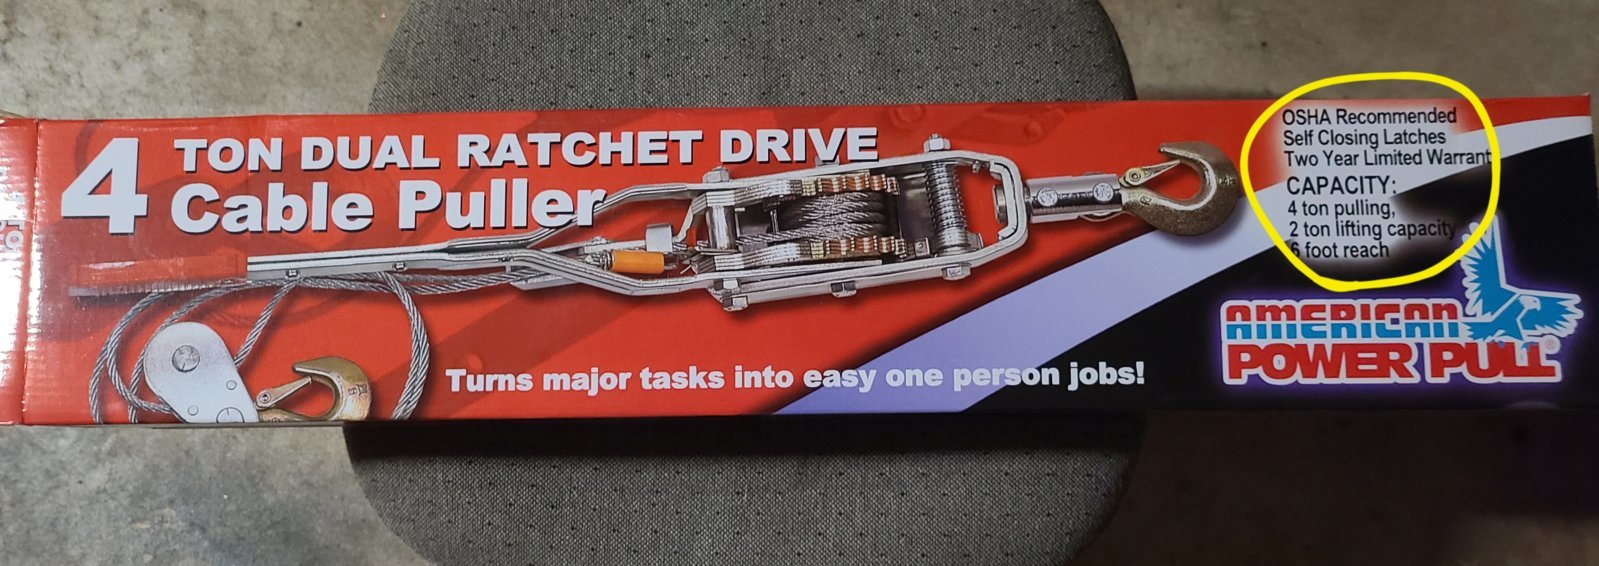 4
TON DUAL RATCHET DRIVE
Cable Puller
Turns major tasks into easy one person jobs!
OSHA Recommended
Self Closing Latches
Two Year Limited Warrant
CAPACITY:
4 ton pulling,
2 ton lifting capacity
6 foot reach
AMERICAN
POWER PULL®